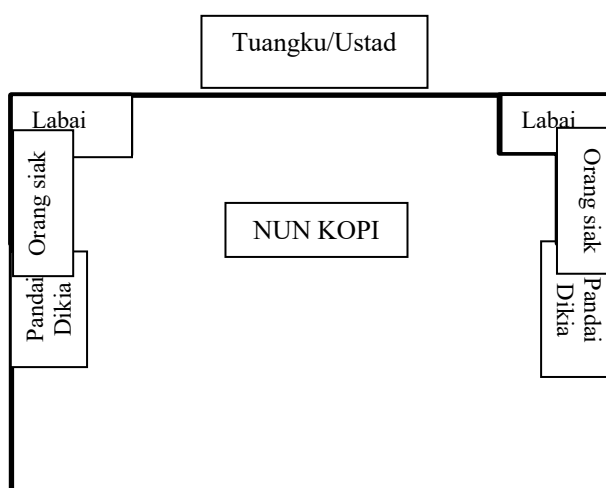 Tuangku/Ustad
Labai
Labai
Orang siak
Orang siak
NUN KOPI
Pandai
Dikia
Pandai
Dikia